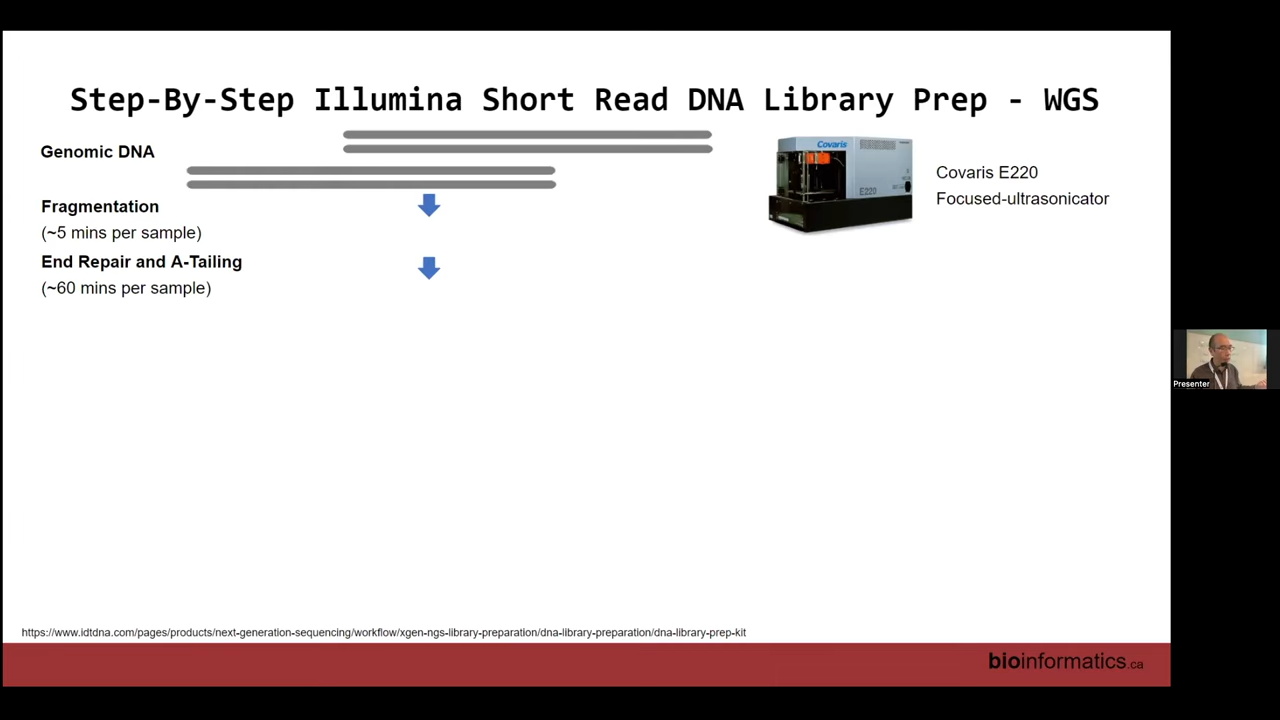 Step-By-Step Illumina Short Read DNA Library Prep - WGS
Genomic DNA
Covaris
E220
Covaris E220
Focused-ultrasonicator
Fragmentation
(~5 mins per sample)
End Repair and A-Tailing
(~60 mins per sample)
Presenter
https://www.idtdna.com/pages/products/next-generation-sequencing/workflow/xgen-ngs-library-preparation/dna-library-preparation/dna-library-prep-kit
bioinformatics.ca